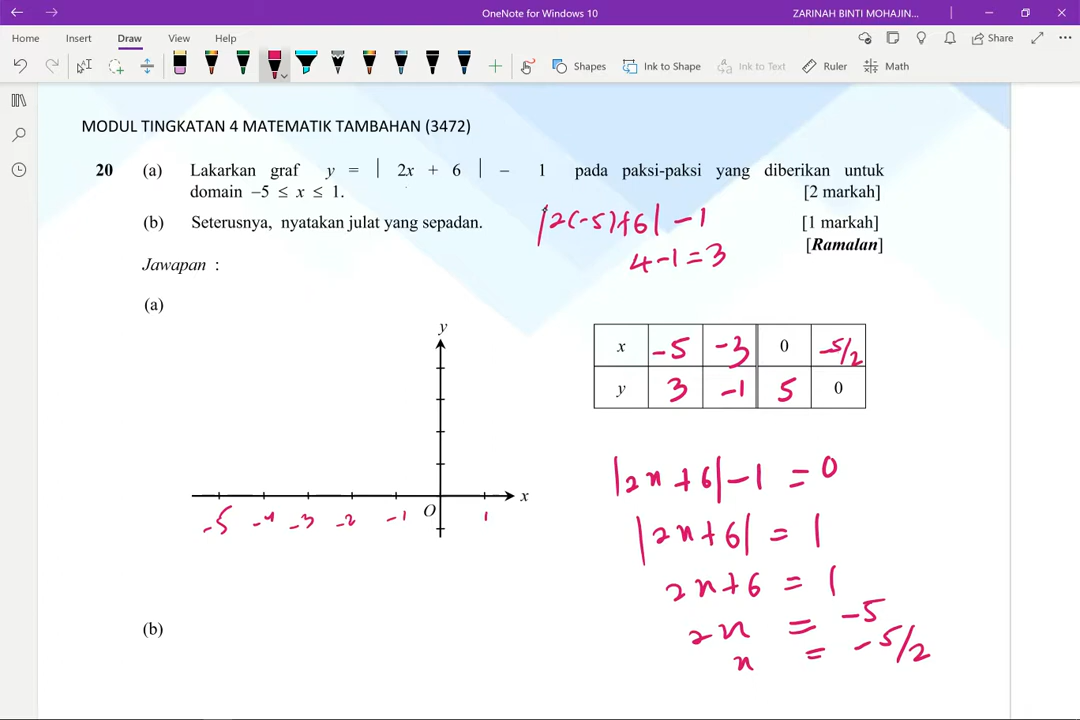 OneNote for Windows 10
ZARINAH BINTI MOHAJIN...
Home Insert Draw View Help Share
Shapes Ink to Shape Ink to Text Ruler Math
MODUL TINGKATAN 4 MATEMATIK TAMBAHAN (3472)
20 (a) Lakarkan graf y = | 2x + 6 | − 1 pada paksi-paksi yang diberikan untuk
domain −5 ≤ x ≤ 1. [2 markah]
(b) Seterusnya, nyatakan julat yang sepadan. [1 markah]
[Ramalan]
|2(-5)+6| -1
4-1=3
Jawapan :
(a)
y
x -5 -3 0 -5/2
y 3 -1 5 0
x
O
-5 -4 -3 -2 -1 1
|2x+6|-1 = 0
|2x+6| = 1
2x+6 = 1
2x = -5
x = -5/2
(b)